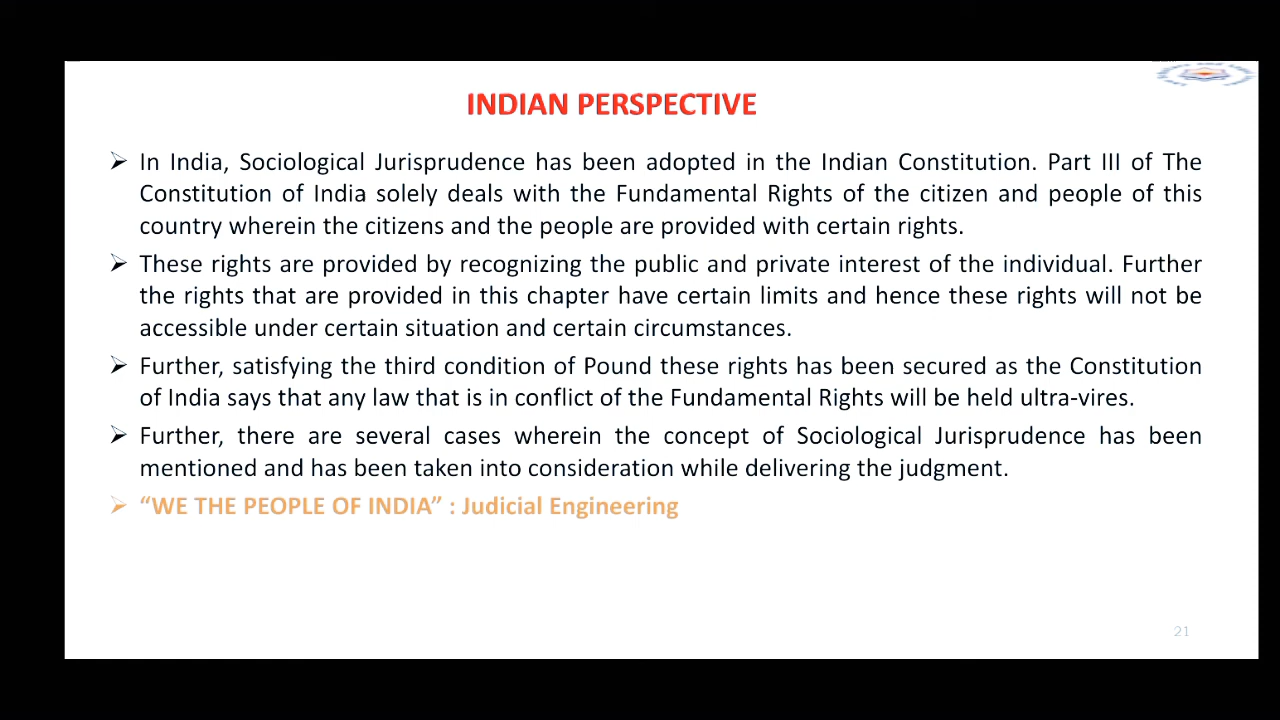 INDIAN PERSPECTIVE
➢ In India, Sociological Jurisprudence has been adopted in the Indian Constitution. Part III of The
Constitution of India solely deals with the Fundamental Rights of the citizen and people of this
country wherein the citizens and the people are provided with certain rights.
➢ These rights are provided by recognizing the public and private interest of the individual. Further
the rights that are provided in this chapter have certain limits and hence these rights will not be
accessible under certain situation and certain circumstances.
➢ Further, satisfying the third condition of Pound these rights has been secured as the Constitution
of India says that any law that is in conflict of the Fundamental Rights will be held ultra-vires.
➢ Further, there are several cases wherein the concept of Sociological Jurisprudence has been
mentioned and has been taken into consideration while delivering the judgment.
➢ “WE THE PEOPLE OF INDIA” : Judicial Engineering
21